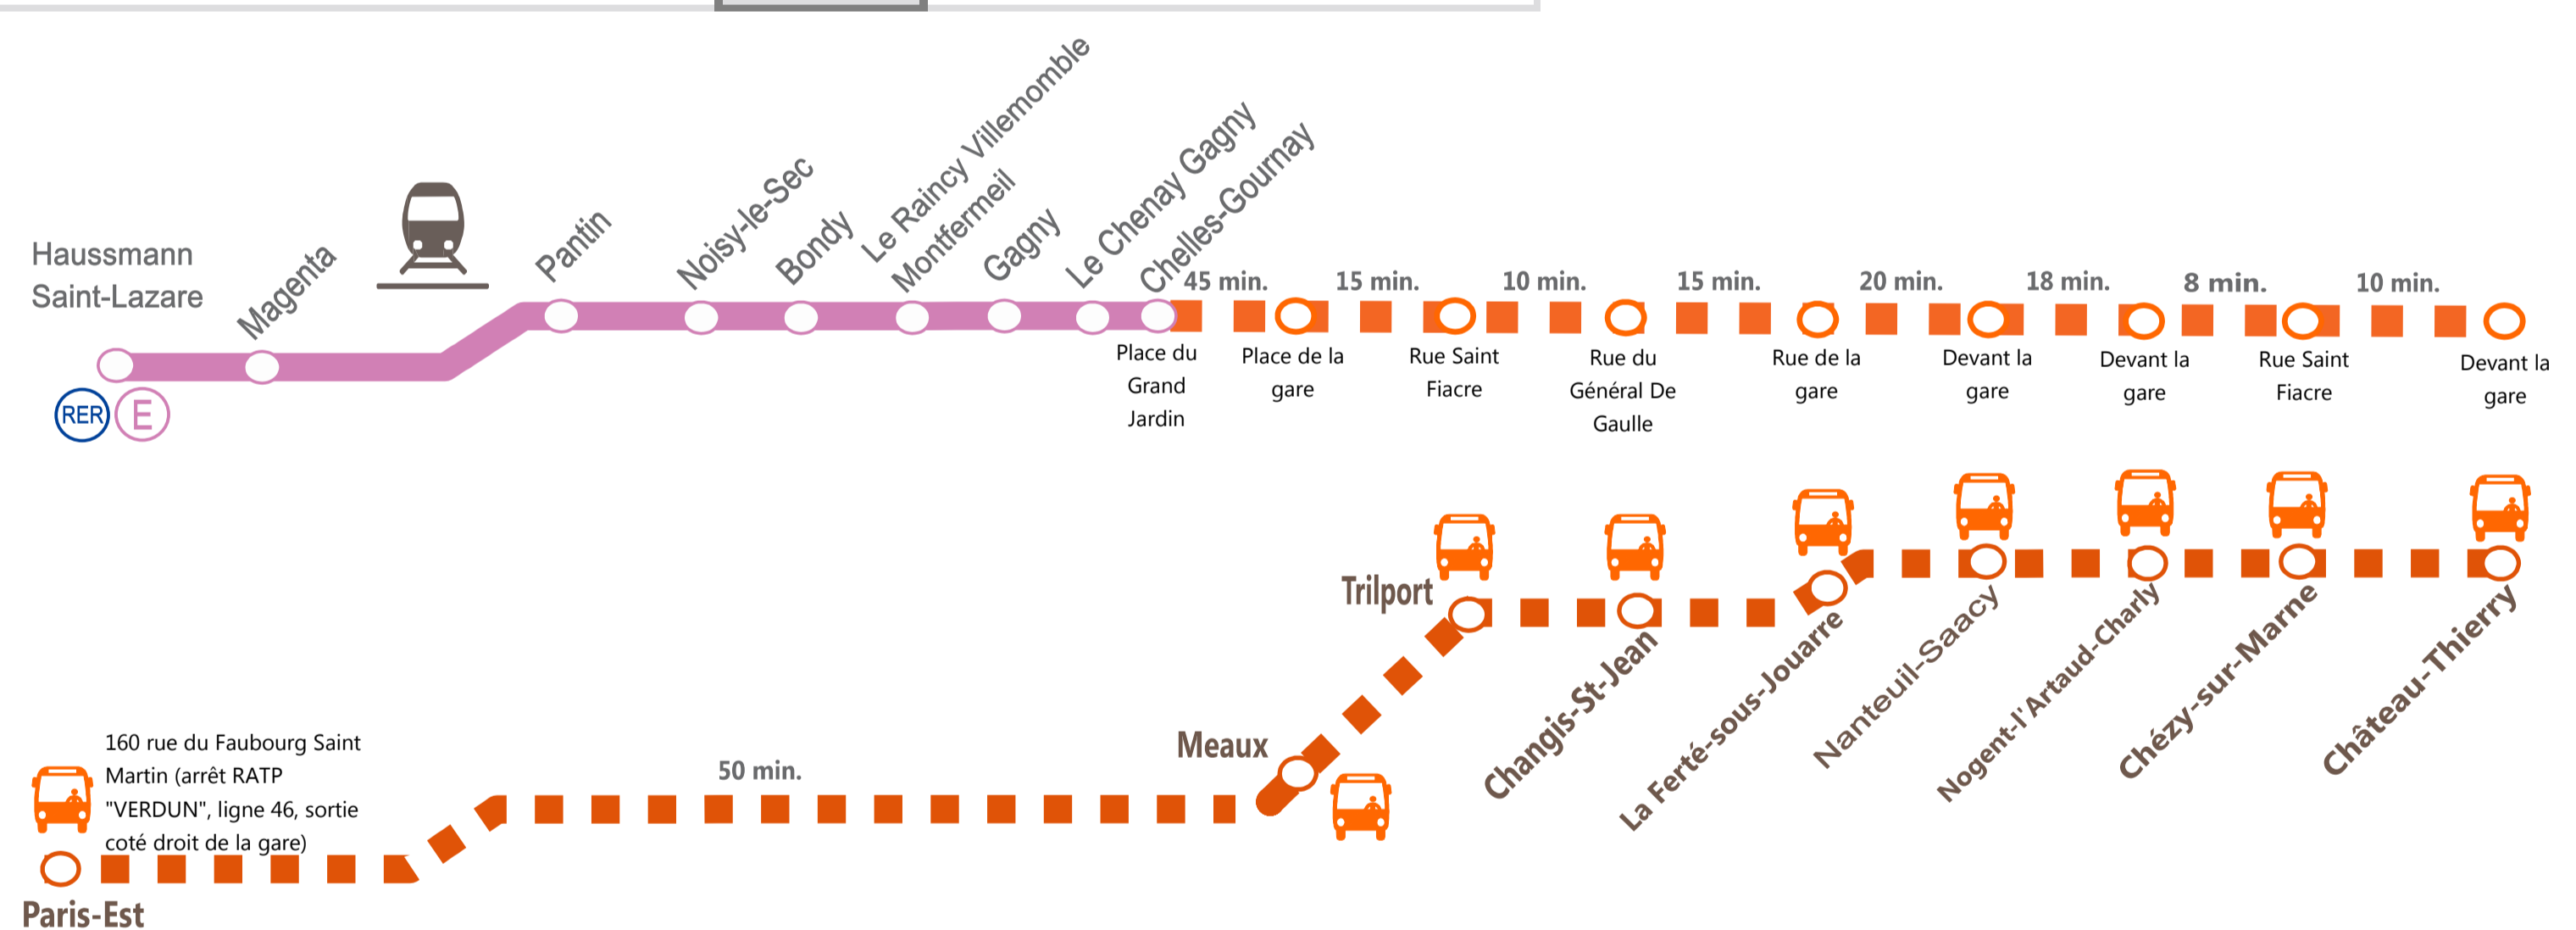 Haussmann
Saint-Lazare
Magenta
RER
E
Pantin
Noisy-le-Sec
Bondy
Le Raincy Villemomble
Montfermeil
Gagny
Le Chenay Gagny
Chelles-Gournay
45 min.
15 min.
10 min.
15 min.
20 min.
18 min.
8 min.
10 min.
Place du
Grand
Jardin
Place de la
gare
Rue Saint
Fiacre
Rue du
Général De
Gaulle
Rue de la
gare
Devant la
gare
Devant la
gare
Rue Saint
Fiacre
Devant la
gare
160 rue du Faubourg Saint
Martin (arrêt RATP
"VERDUN", ligne 46, sortie
coté droit de la gare)
Paris-Est
50 min.
Meaux
Trilport
Changis-St-Jean
La Ferté-sous-Jouarre
Nanteuil-Saacy
Nogent-l'Artaud-Charly
Chézy-sur-Marne
Château-Thierry